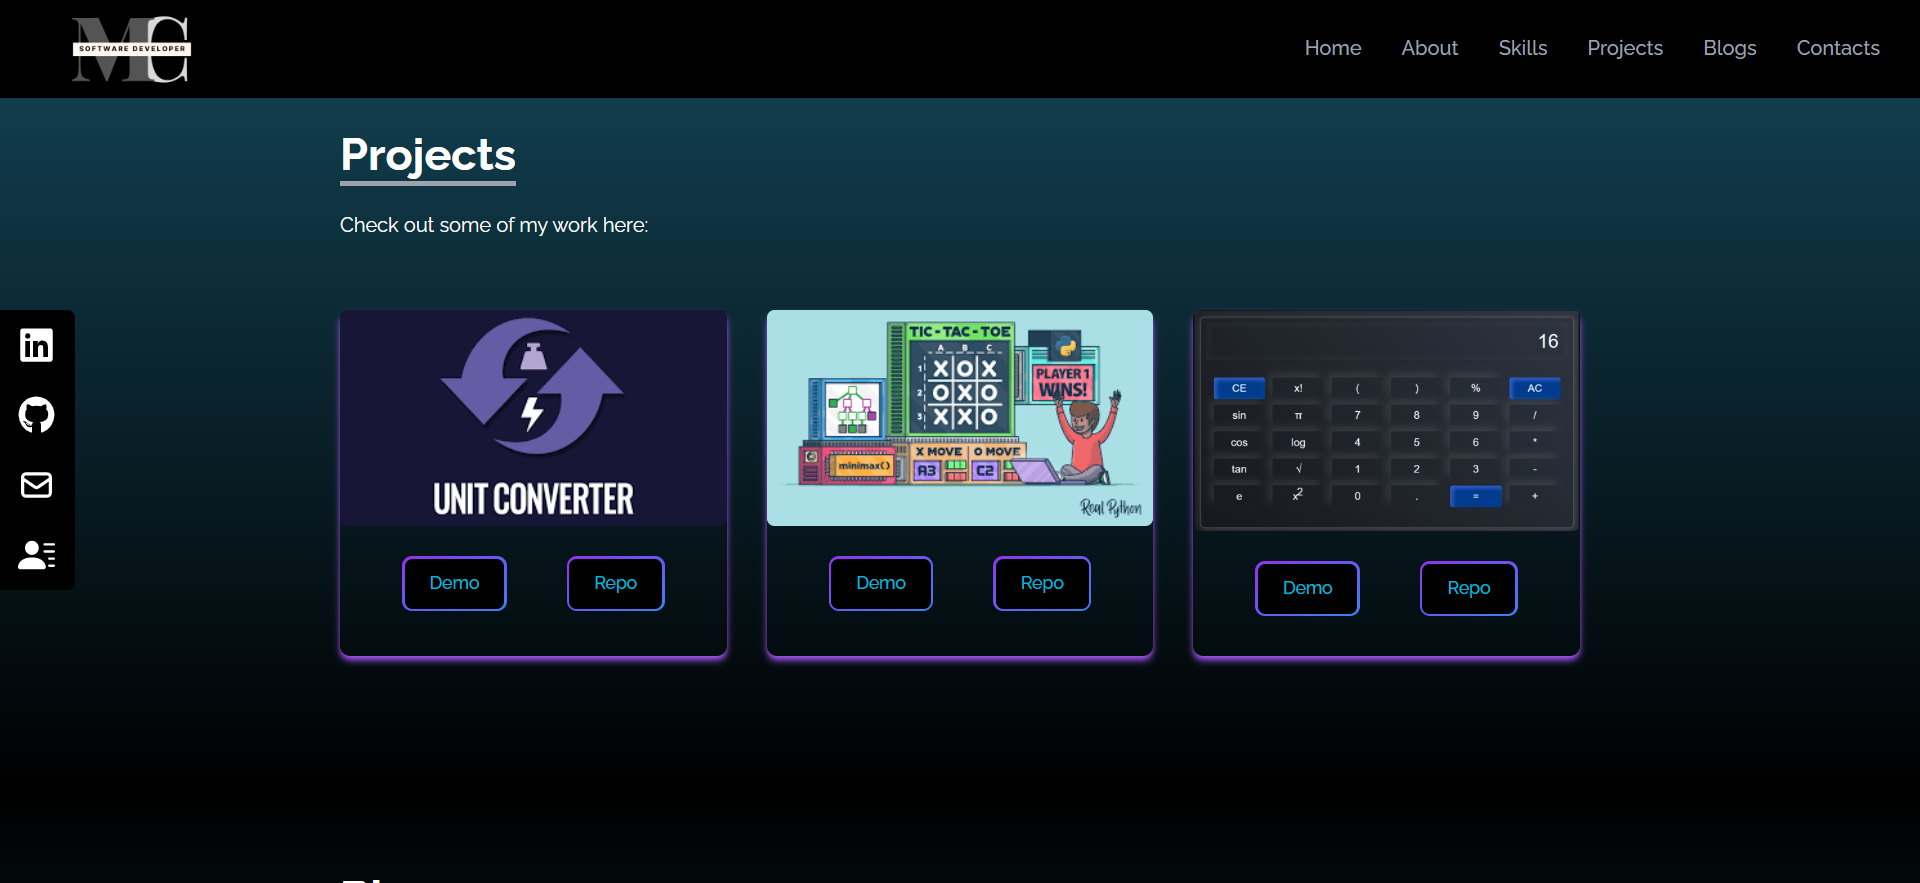 MC
SOFTWARE DEVELOPER
Home About Skills Projects Blogs Contacts
Projects
Check out some of my work here:
UNIT CONVERTER
Demo Repo
TIC-TAC-TOE
A B C
1 X O X
2 O X O
3 X X O
PLAYER 1
WINS!
minimax()
X MOVE O MOVE
A3 C2
Real Python
Demo Repo
16
CE x! ( ) % AC
sin π 7 8 9 /
cos log 4 5 6 *
tan √ 1 2 3 -
e x2 0 . = +
Demo Repo
in